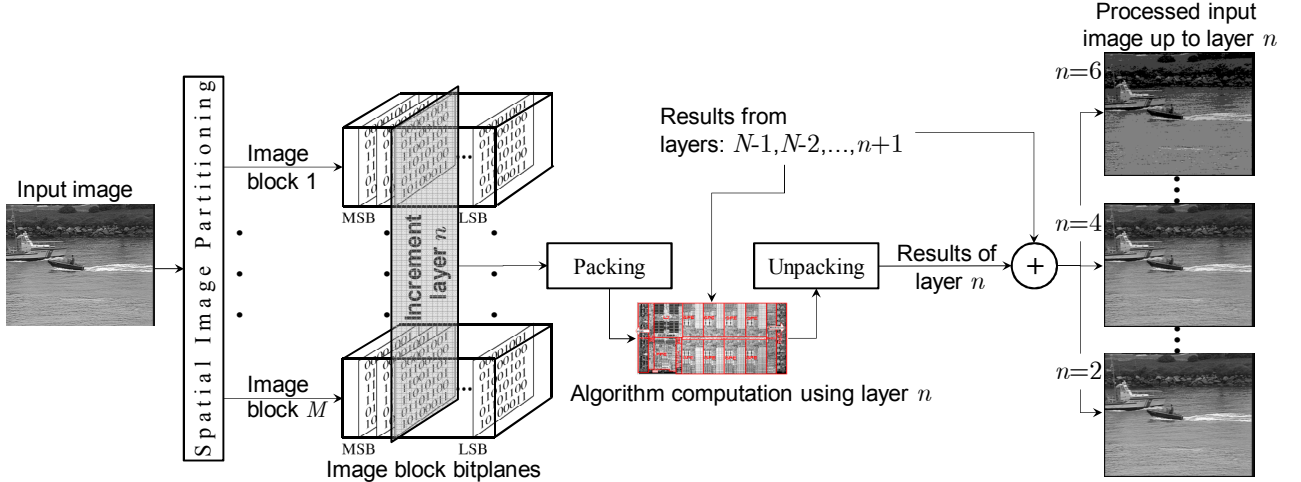 Processed input
image up to layer n
n=6
Results from
layers: N-1,N-2,...,n+1
Spatial Image Partitioning
Image
block 1
MSB
LSB
Input image
Increment
layer n
n=4
Packing
Unpacking
Results of
layer n
+
Image
block M
Algorithm computation using layer n
n=2
MSB
LSB
Image block bitplanes